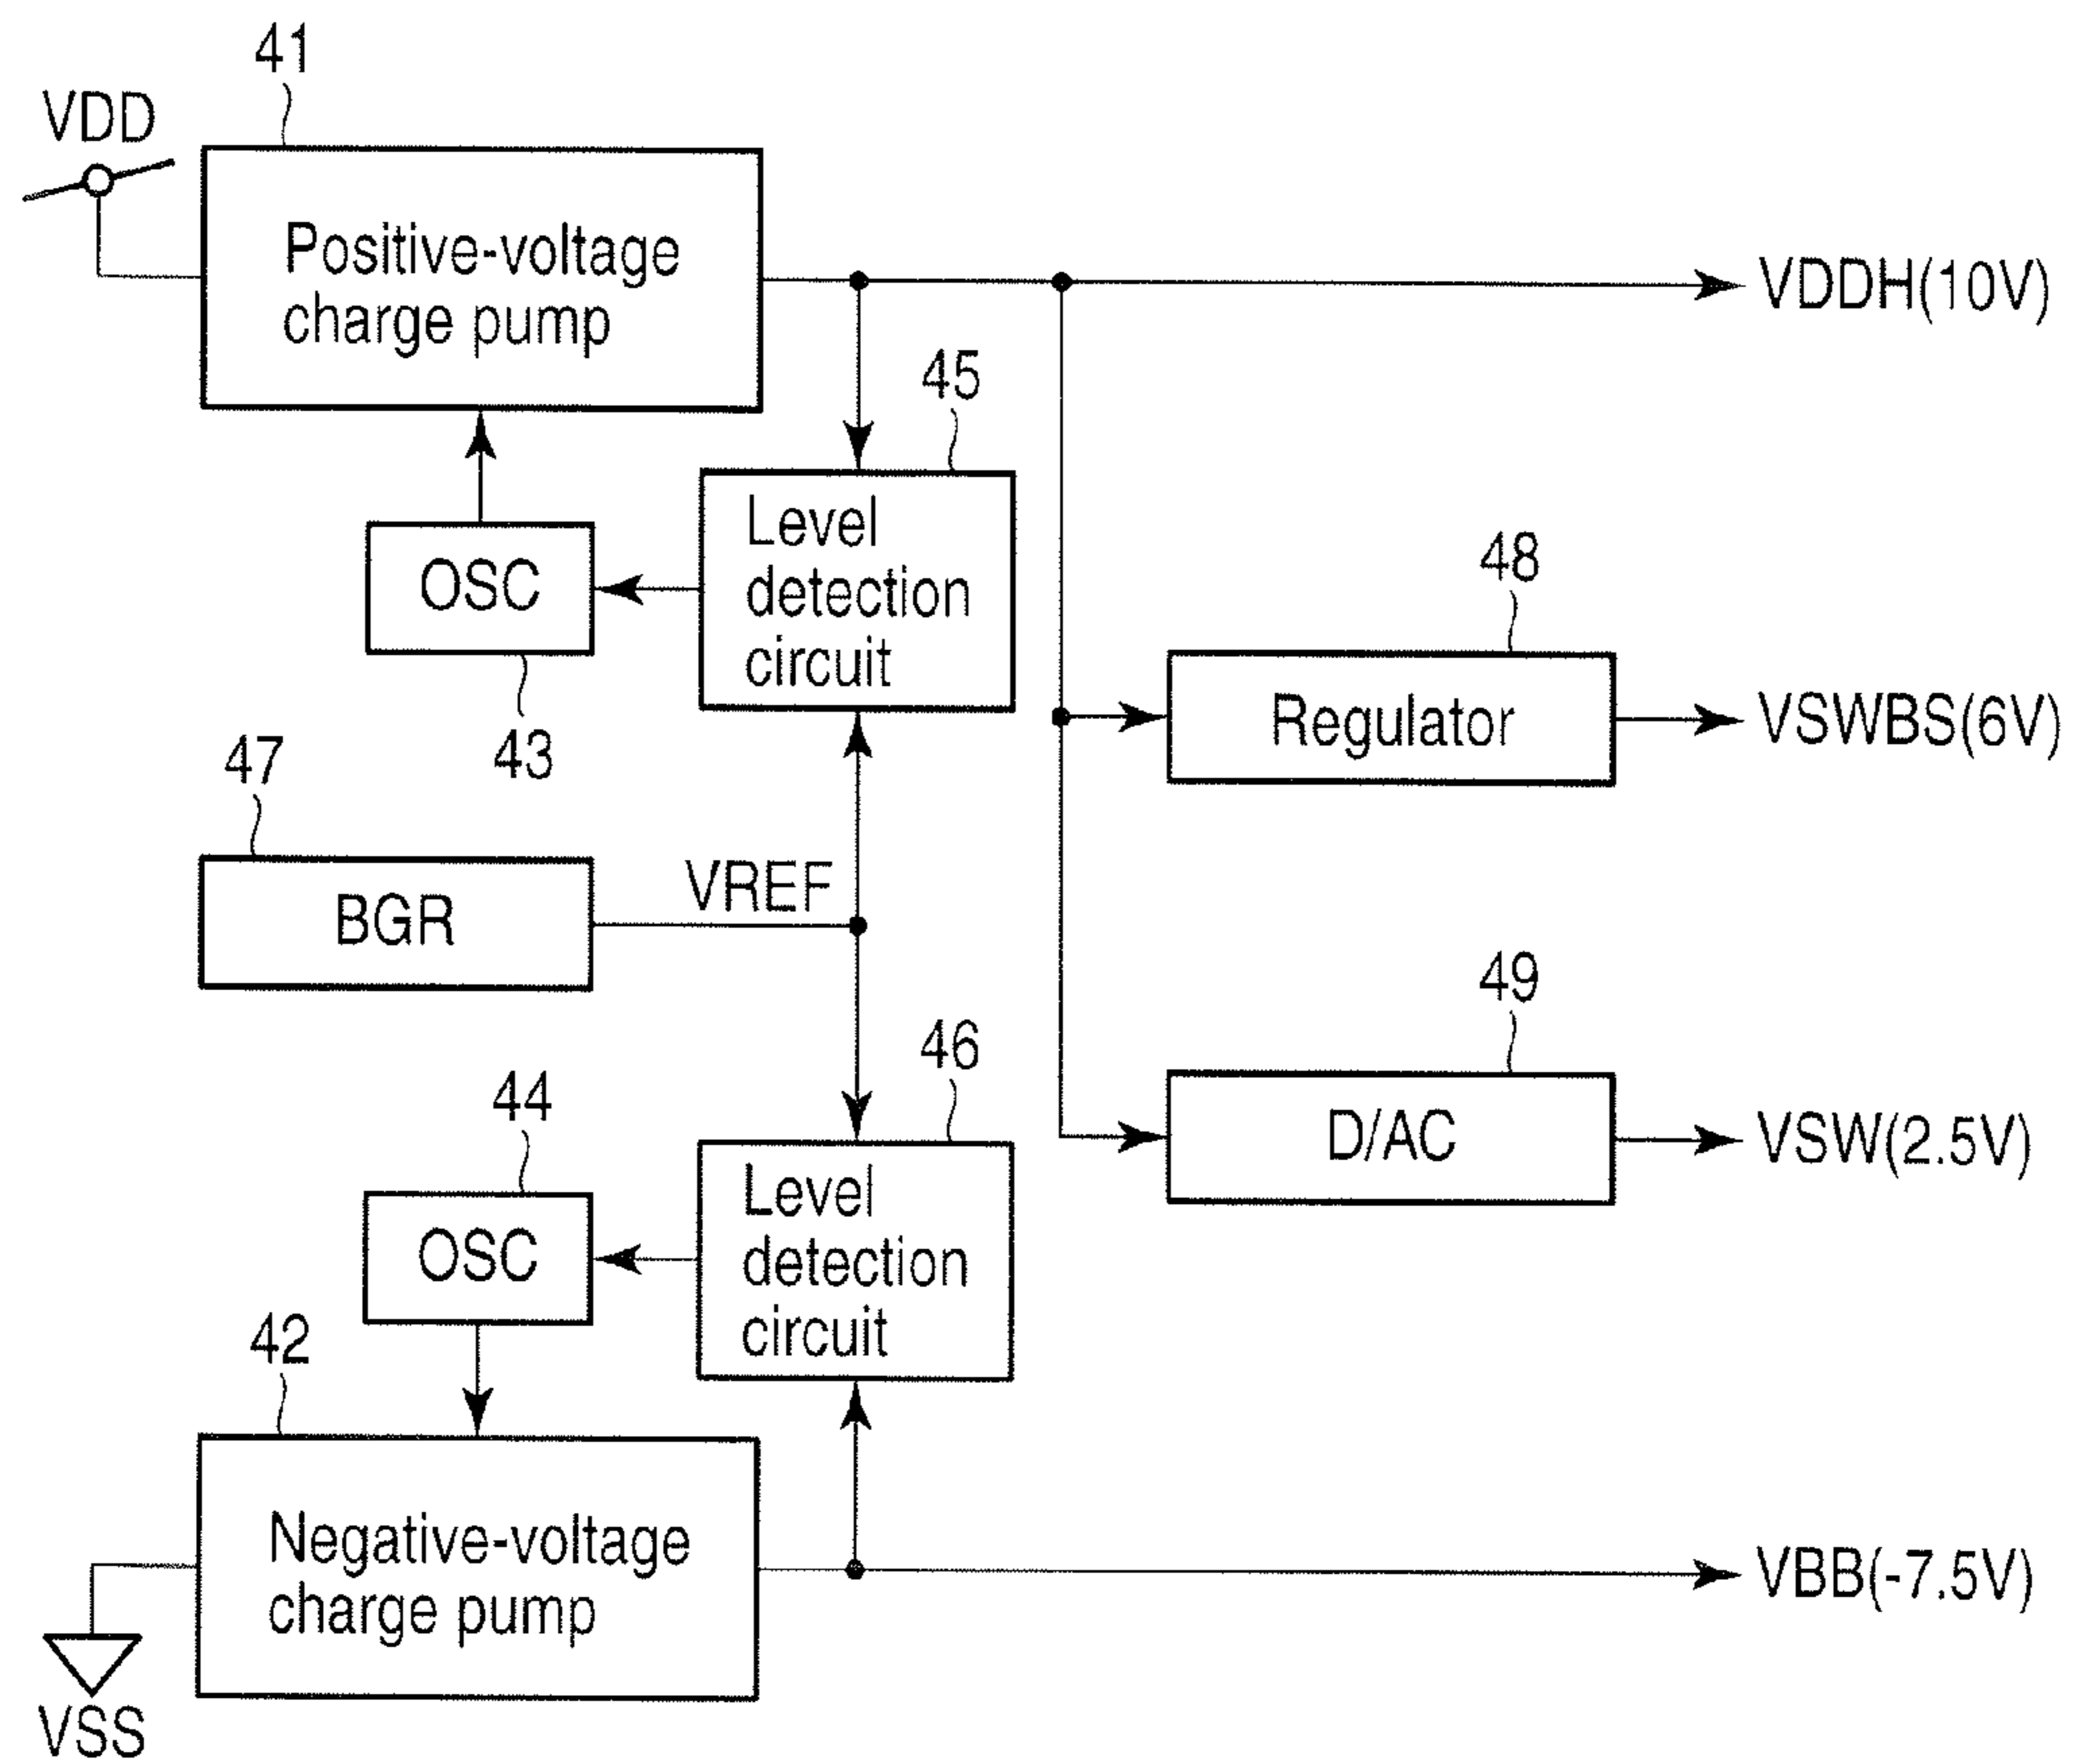 41
VDD
Positive-voltage
charge pump
VDDH(10V)
45
Level
detection
circuit
OSC
43
48
Regulator
VSWBS(6V)
47
BGR
VREF
49
D/AC
VSW(2.5V)
46
44
Level
detection
circuit
OSC
42
Negative-voltage
charge pump
VBB(-7.5V)
VSS